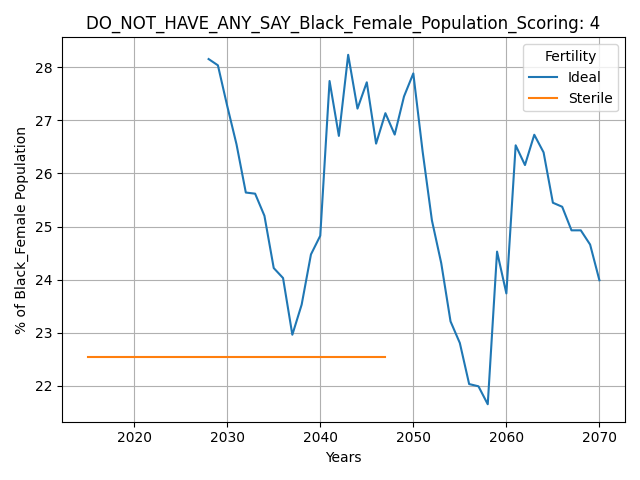 DO_NOT_HAVE_ANY_SAY_Black_Female_Population_Scoring: 4
Fertility
Ideal
Sterile
% of Black_Female Population
28
27
26
25
24
23
22
2020 2030 2040 2050 2060 2070
Years